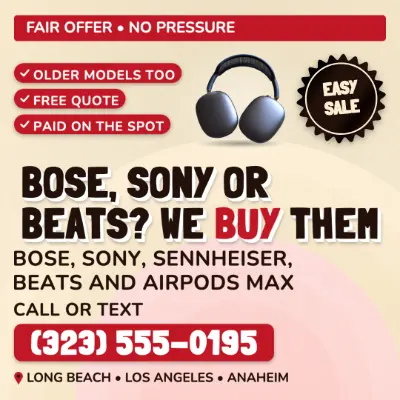 FAIR OFFER • NO PRESSURE
OLDER MODELS TOO
FREE QUOTE
PAID ON THE SPOT
EASY
SALE
BOSE, SONY OR
BEATS? WE BUY THEM
BOSE, SONY, SENNHEISER,
BEATS AND AIRPODS MAX
CALL OR TEXT
(323) 555-0195
LONG BEACH • LOS ANGELES • ANAHEIM